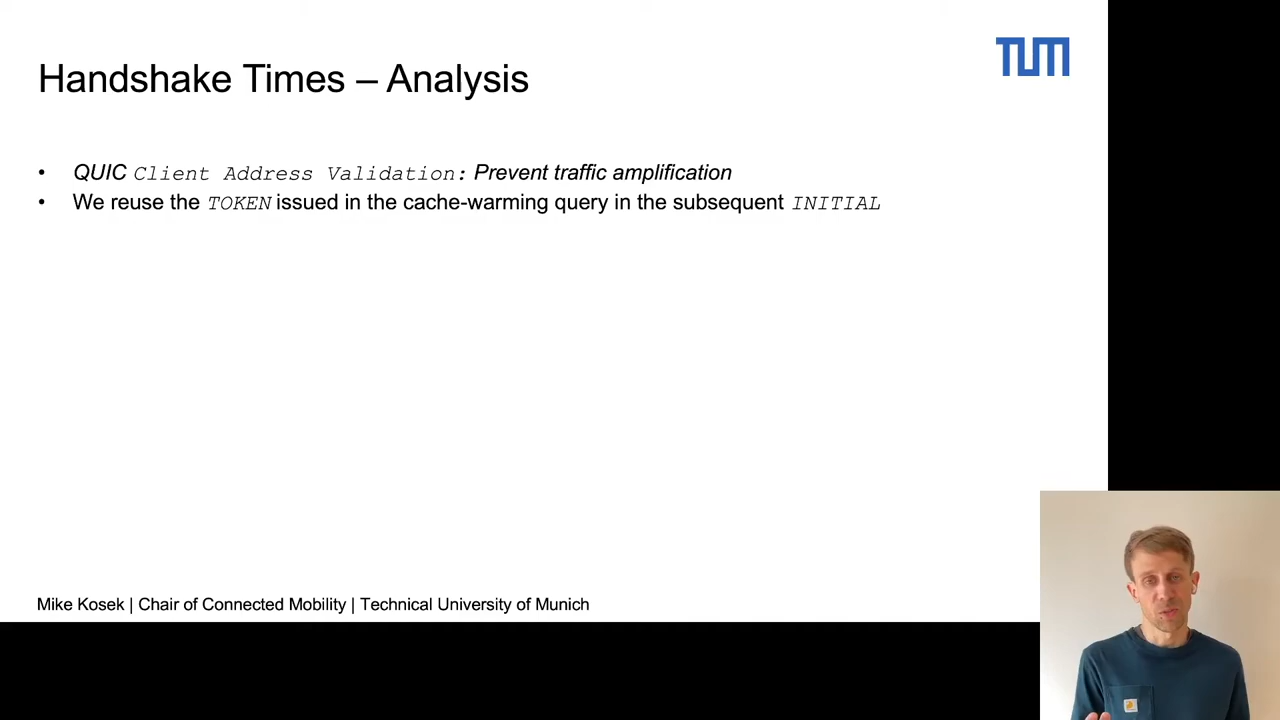 TUM
Handshake Times – Analysis
• QUIC Client Address Validation: Prevent traffic amplification
• We reuse the TOKEN issued in the cache-warming query in the subsequent INITIAL
Mike Kosek | Chair of Connected Mobility | Technical University of Munich